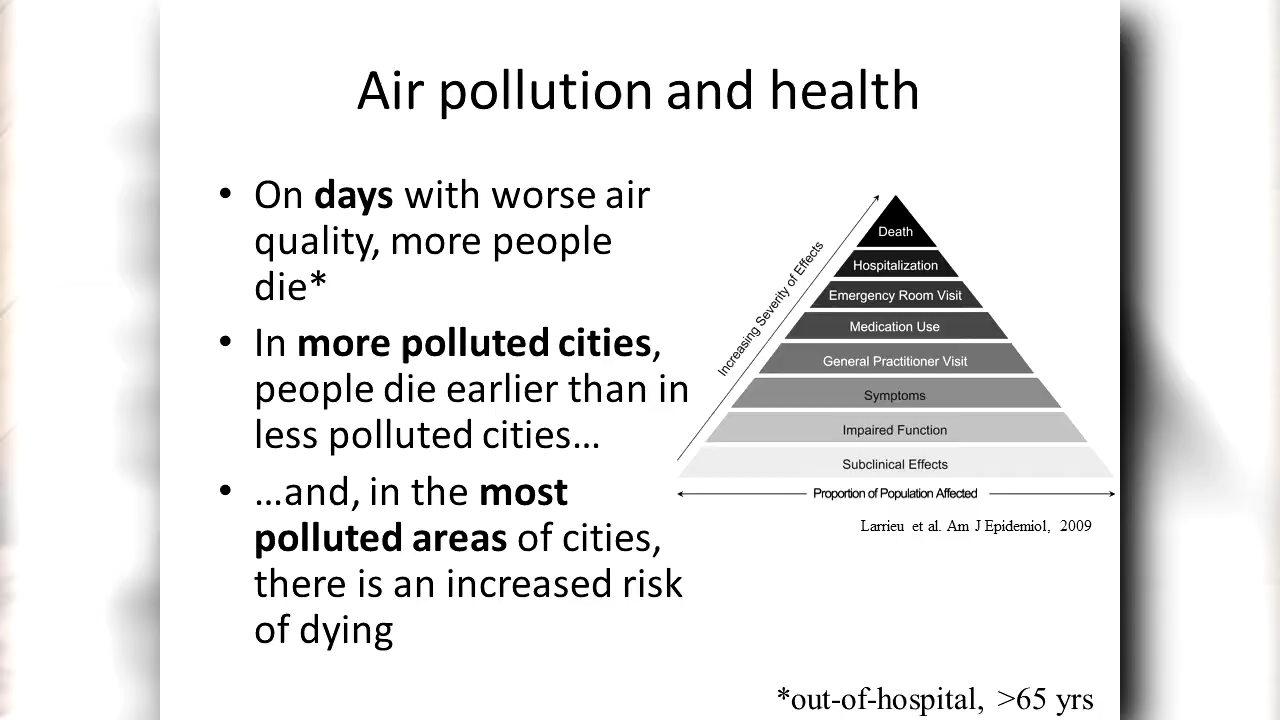 Air pollution and health
• On days with worse air
quality, more people
die*
• In more polluted cities,
people die earlier than in
less polluted cities…
• …and, in the most
polluted areas of cities,
there is an increased risk
of dying
Increasing Severity of Effects
Death
Hospitalization
Emergency Room Visit
Medication Use
General Practitioner Visit
Symptoms
Impaired Function
Subclinical Effects
Proportion of Population Affected
Larrieu et al. Am J Epidemiol, 2009
*out-of-hospital, >65 yrs